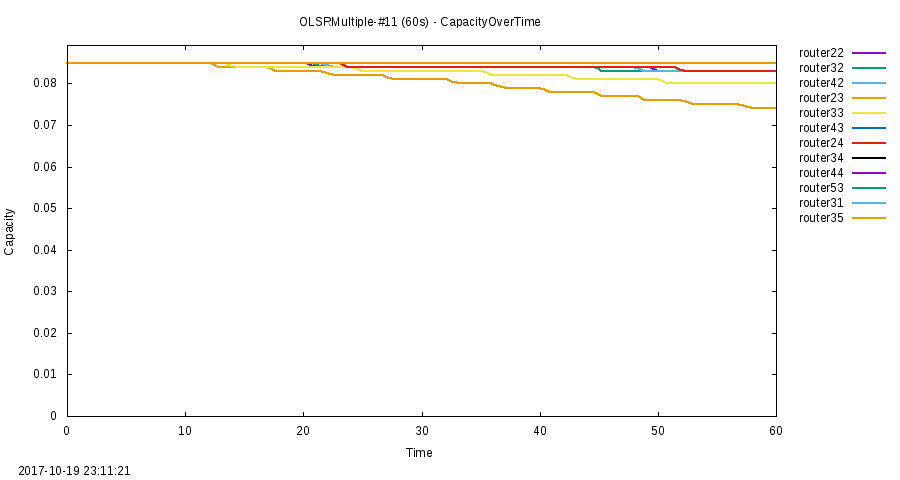 OLSRMultiple-#11 (60s) - CapacityOverTime
router22
router32
router42
router23
router33
router43
router24
router34
router44
router53
router31
router35
Capacity
0.08
0.07
0.06
0.05
0.04
0.03
0.02
0.01
0
0 10 20 30 40 50 60
Time
2017-10-19 23:11:21